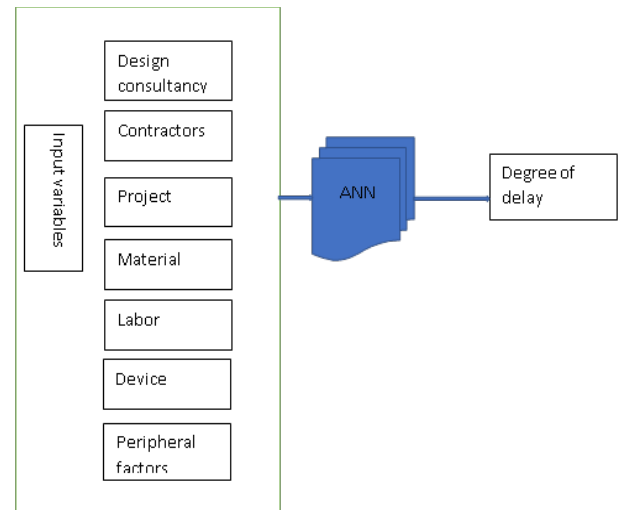 Input variables
Design
consultancy
Contractors
Project
Material
Labor
Device
Peripheral
factors
ANN
Degree of
delay